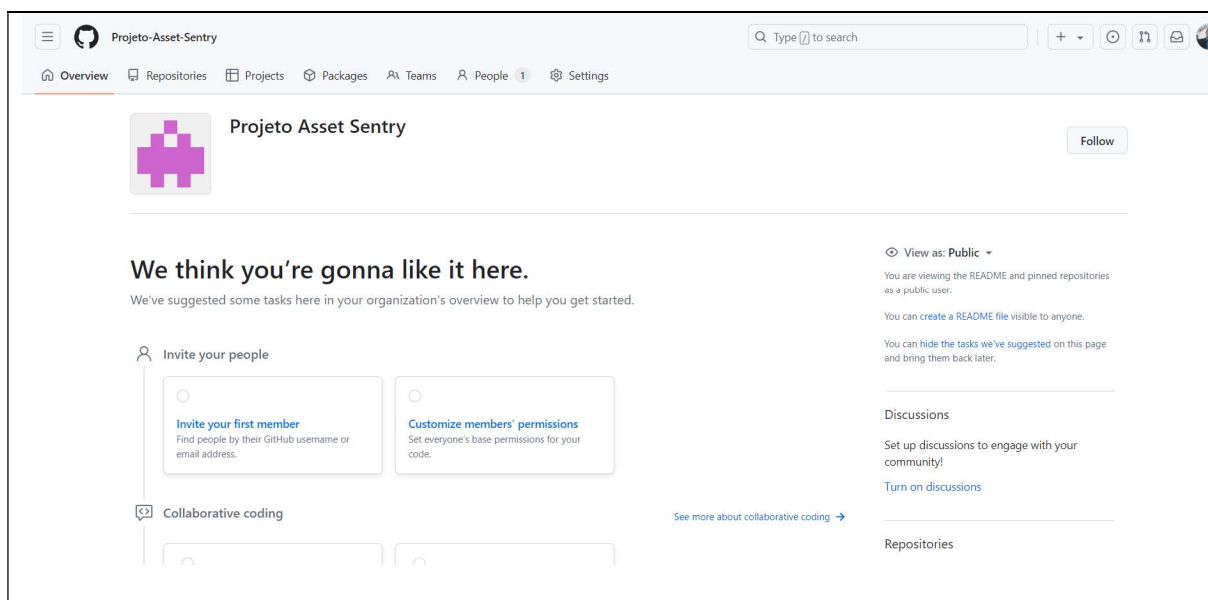 Projeto-Asset-Sentry
Type / to search
Overview
Repositories
Projects
Packages
Teams
People 1
Settings
Projeto Asset Sentry
Follow
We think you're gonna like it here.
We've suggested some tasks here in your organization's overview to help you get started.
Invite your people
Invite your first member
Find people by their GitHub username or
email address.
Customize members' permissions
Set everyone's base permissions for your
code.
Collaborative coding
See more about collaborative coding →
View as: Public
You are viewing the README and pinned repositories
as a public user.
You can create a README file visible to anyone.
You can hide the tasks we've suggested on this page
and bring them back later.
Discussions
Set up discussions to engage with your
community!
Turn on discussions
Repositories